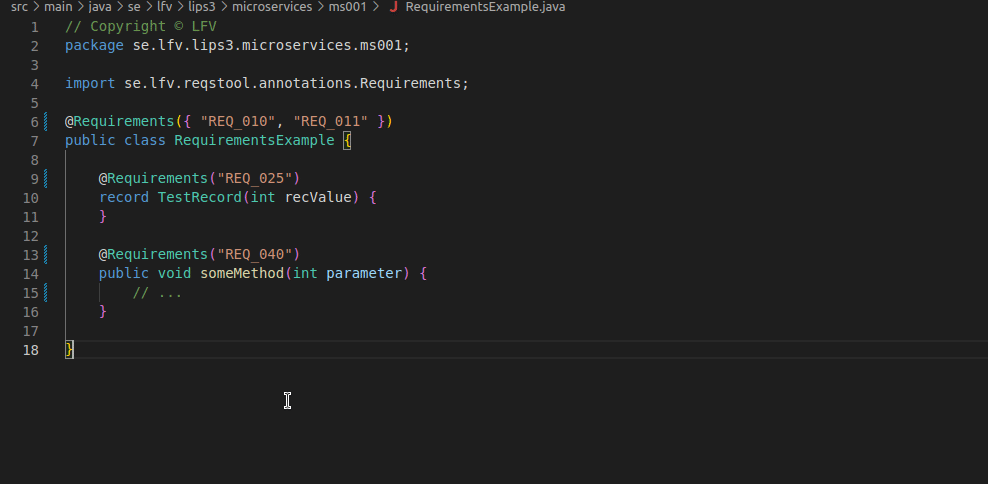 src > main > java > se > lfv > lips3 > microservices > ms001 > J RequirementsExample.java
1 // Copyright © LFV
2 package se.lfv.lips3.microservices.ms001;
3
4 import se.lfv.reqstool.annotations.Requirements;
5
6 @Requirements({ "REQ_010", "REQ_011" })
7 public class RequirementsExample {
8
9 @Requirements("REQ_025")
10 record TestRecord(int recValue) {
11 }
12
13 @Requirements("REQ_040")
14 public void someMethod(int parameter) {
15 // ...
16 }
17
18 }